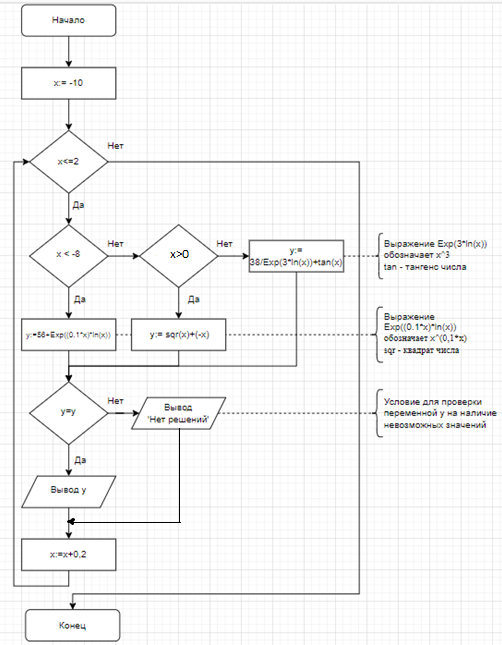 Начало
x:= -10
x<=2
Нет
Да
x < -8
Нет
x>0
Нет
y:=
38/Exp(3*ln(x))+tan(x)
Выражение Exp(3*ln(x))
обозначает x^3
tan - тангенс числа
Да
Да
y:=58+Exp((0.1*x)*ln(x))
y:= sqr(x)+(-x)
Выражение
Exp((0.1*x)*ln(x))
обозначает x^(0,1*x)
sqr - квадрат числа
y=y
Нет
Вывод
'Нет решений'
Условие для проверки
переменной y на наличие
невозможных значений
Да
Вывод y
x:=x+0,2
Конец